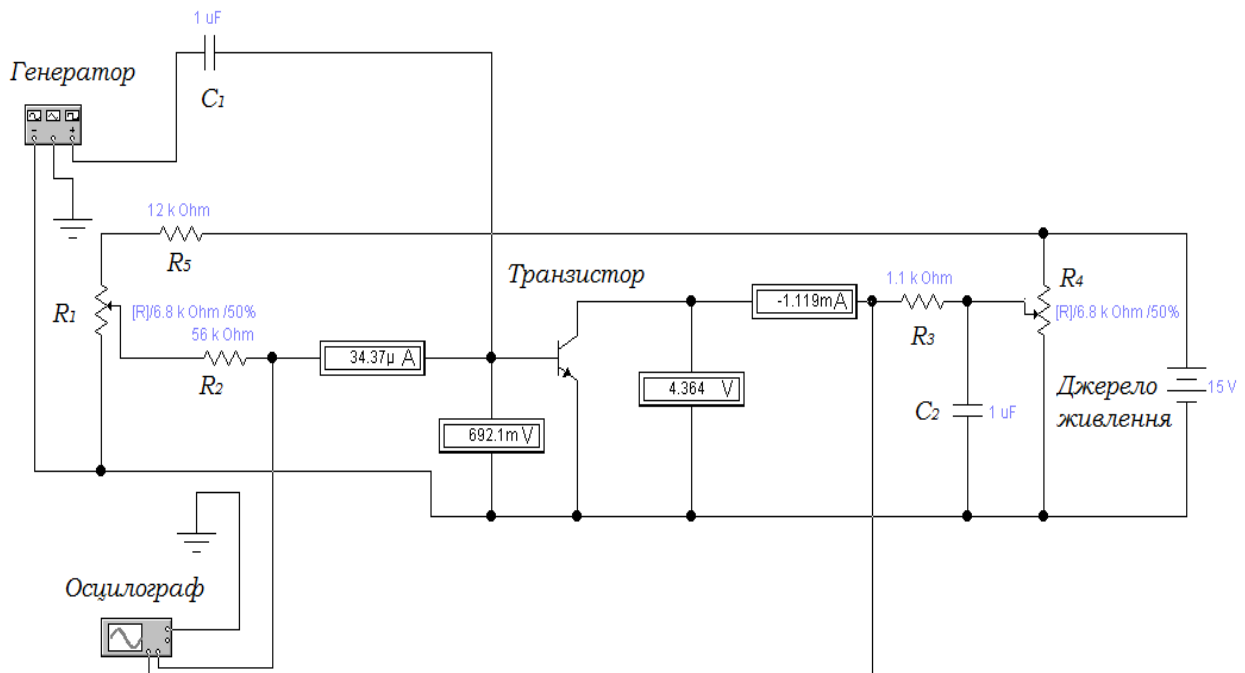 1 uF
Генератор
C1
12 k Ohm
R5
Транзистор
R1
[R]/6.8 k Ohm /50%
56 k Ohm
R2
34.37µ A
692.1m V
4.364 V
-1.119m A
1.1 k Ohm
R3
R4
[R]/6.8 k Ohm /50%
C2
1 uF
Джерело
живлення
15 V
Осцилограф